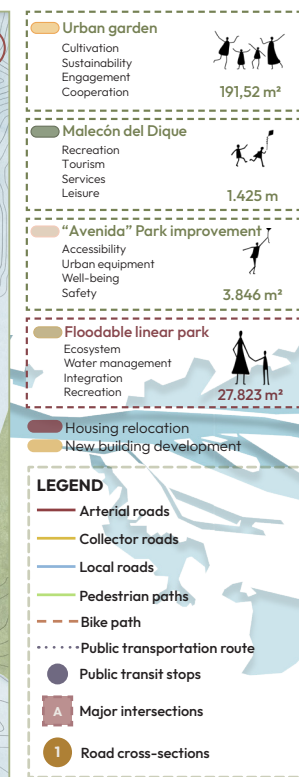 Urban garden
Cultivation
Sustainability
Engagement
Cooperation
191,52 m²
Malecón del Dique
Recreation
Tourism
Services
Leisure
1.425 m
“Avenida” Park improvement
Accessibility
Urban equipment
Well-being
Safety
3.846 m²
Floodable linear park
Ecosystem
Water management
Integration
Recreation
27.823 m²
Housing relocation
New building development
LEGEND
Arterial roads
Collector roads
Local roads
Pedestrian paths
Bike path
Public transportation route
Public transit stops
A Major intersections
1 Road cross-sections